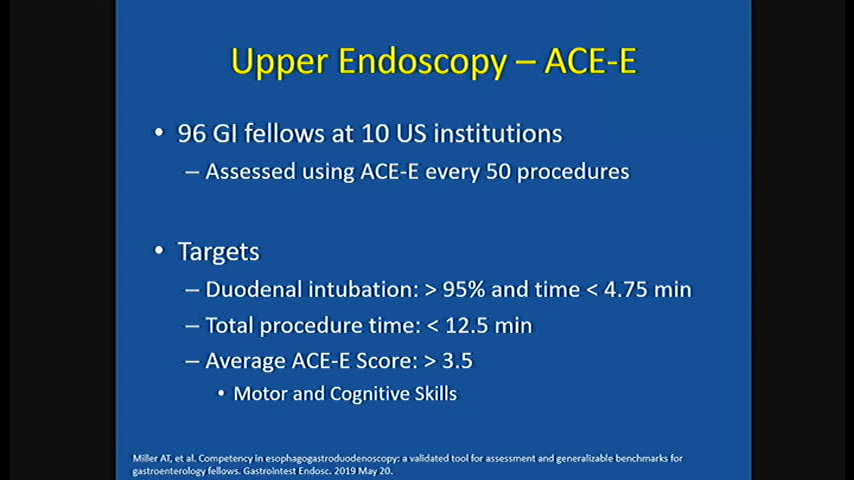 Upper Endoscopy – ACE-E
• 96 GI fellows at 10 US institutions
– Assessed using ACE-E every 50 procedures
• Targets
– Duodenal intubation: > 95% and time < 4.75 min
– Total procedure time: < 12.5 min
– Average ACE-E Score: > 3.5
• Motor and Cognitive Skills
Miller AT, et al. Competency in esophagogastroduodenoscopy: a validated tool for assessment and generalizable benchmarks for
gastroenterology fellows. Gastrointest Endosc. 2019 May 20.